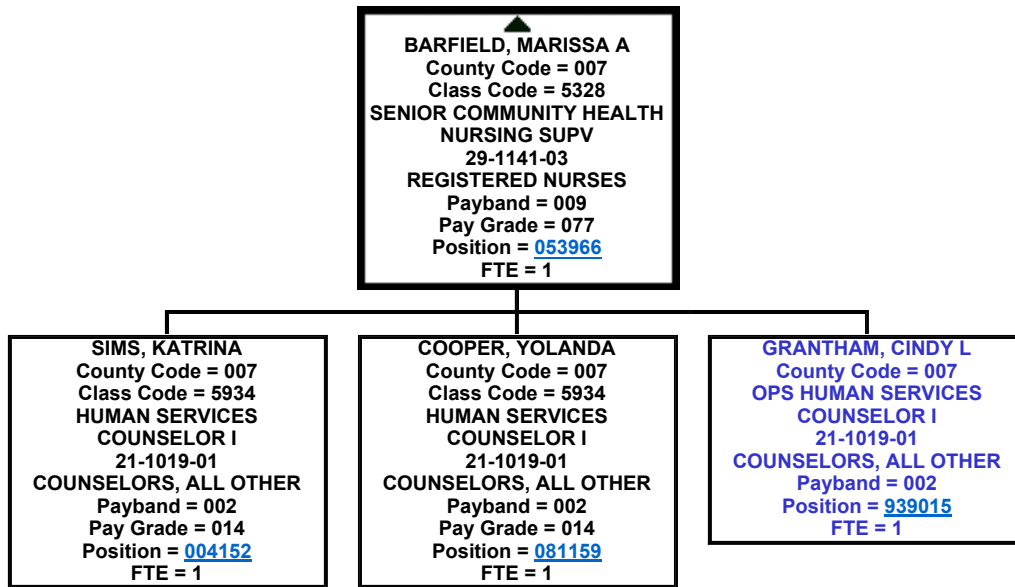 BARFIELD, MARISSA A
County Code = 007
Class Code = 5328
SENIOR COMMUNITY HEALTH
NURSING SUPV
29-1141-03
REGISTERED NURSES
Payband = 009
Pay Grade = 077
Position = 053966
FTE = 1
SIMS, KATRINA
County Code = 007
Class Code = 5934
HUMAN SERVICES
COUNSELOR I
21-1019-01
COUNSELORS, ALL OTHER
Payband = 002
Pay Grade = 014
Position = 004152
FTE = 1
COOPER, YOLANDA
County Code = 007
Class Code = 5934
HUMAN SERVICES
COUNSELOR I
21-1019-01
COUNSELORS, ALL OTHER
Payband = 002
Pay Grade = 014
Position = 081159
FTE = 1
GRANTHAM, CINDY L
County Code = 007
OPS HUMAN SERVICES
COUNSELOR I
21-1019-01
COUNSELORS, ALL OTHER
Payband = 002
Position = 939015
FTE = 1